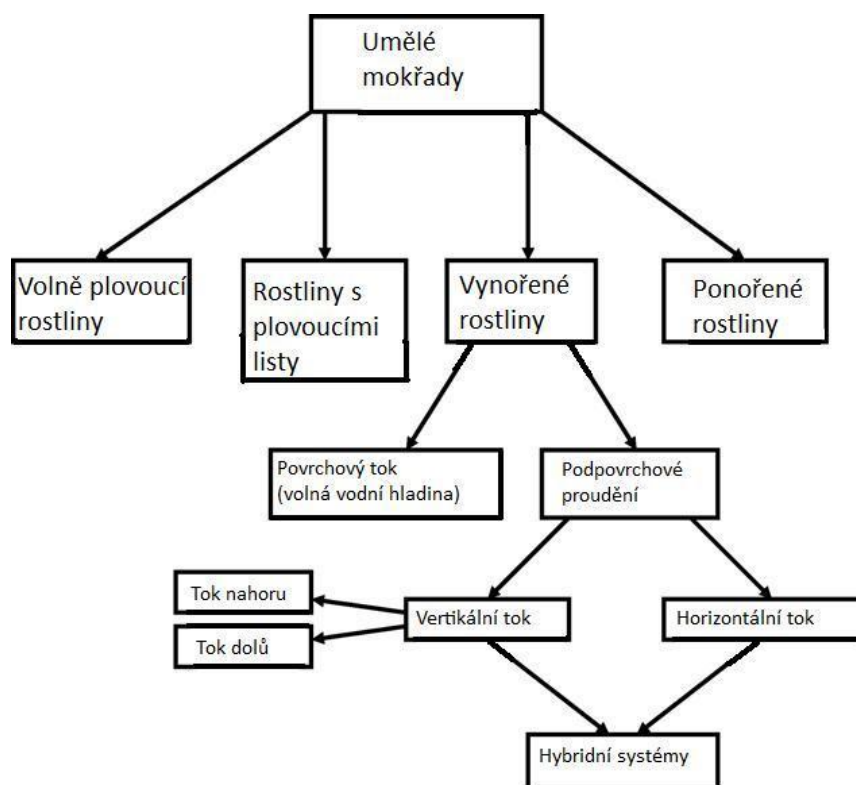 Umělé
mokřady
Volně plovoucí
rostliny
Rostliny s
plovoucími
listy
Vynořené
rostliny
Ponořené
rostliny
Povrchový tok
(volná vodní hladina)
Podpovrchové
proudění
Tok nahoru
Tok dolů
Vertikální tok
Horizontální tok
Hybridní systémy